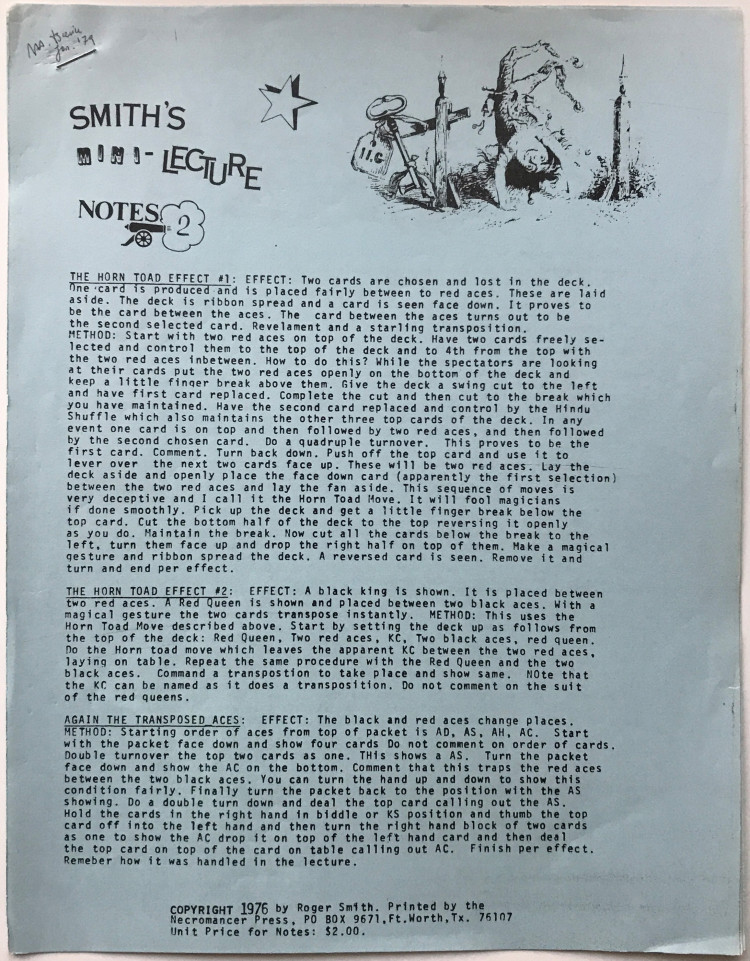 Jan. '79
SMITH'S
MINI-LECTURE
NOTES 2
11.G
THE HORN TOAD EFFECT #1: EFFECT: Two cards are chosen and lost in the deck.
One card is produced and is placed fairly between to red aces. These are laid
aside. The deck is ribbon spread and a card is seen face down. It proves to
be the card between the aces. The card between the aces turns out to be
the second selected card. Revelament and a starling transposition.
METHOD: Start with two red aces on top of the deck. Have two cards freely se-
lected and control them to the top of the deck and to 4th from the top with
the two red aces inbetween. How to do this? While the spectators are looking
at their cards put the two red aces openly on the bottom of the deck and
keep a little finger break above them. Give the deck a swing cut to the left
and have first card replaced. Complete the cut and then cut to the break which
you have maintained. Have the second card replaced and control by the Hindu
Shuffle which also maintains the other three top cards of the deck. In any
event one card is on top and then followed by two red aces, and then followed
by the second chosen card. Do a quadruple turnover. This proves to be the
first card. Comment. Turn back down. Push off the top card and use it to
lever over the next two cards face up. These will be two red aces. Lay the
deck aside and openly place the face down card (apparently the first selection)
between the two red aces and lay the fan aside. This sequence of moves is
very deceptive and I call it the Horn Toad Move. It will fool magicians
if done smoothly. Pick up the deck and get a little finger break below the
top card. Cut the bottom half of the deck to the top reversing it openly
as you do. Maintain the break. Now cut all the cards below the break to the
left, turn them face up and drop the right half on top of them. Make a magical
gesture and ribbon spread the deck. A reversed card is seen. Remove it and
turn and end per effect.
THE HORN TOAD EFFECT #2: EFFECT: A black king is shown. It is placed between
two red aces. A Red Queen is shown and placed between two black aces. With a
magical gesture the two cards transpose instantly. METHOD: This uses the
Horn Toad Move described above. Start by setting the deck up as follows from
the top of the deck: Red Queen, Two red aces, KC, Two black aces, red queen.
Do the Horn toad move which leaves the apparent KC between the two red aces,
laying on table. Repeat the same procedure with the Red Queen and the two
black aces. Command a transpostion to take place and show same. NOte that
the KC can be named as it does a transposition. Do not comment on the suit
of the red queens.
AGAIN THE TRANSPOSED ACES: EFFECT: The black and red aces change places.
METHOD: Starting order of aces from top of packet is AD, AS, AH, AC. Start
with the packet face down and show four cards Do not comment on order of cards.
Double turnover the top two cards as one. THis shows a AS. Turn the packet
face down and show the AC on the bottom. Comment that this traps the red aces
between the two black aces. You can turn the hand up and down to show this
condition fairly. Finally turn the packet back to the position with the AS
showing. Do a double turn down and deal the top card calling out the AS.
Hold the cards in the right hand in biddle or KS position and thumb the top
card off into the left hand and then turn the right hand block of two cards
as one to show the AC drop it on top of the left hand card and then deal
the top card on top of the card on table calling out AC. Finish per effect.
Remeber how it was handled in the lecture.
COPYRIGHT 1976 by Roger Smith. Printed by the
Necromancer Press, PO BOX 9671,Ft.Worth,Tx. 76107
Unit Price for Notes: $2.00.